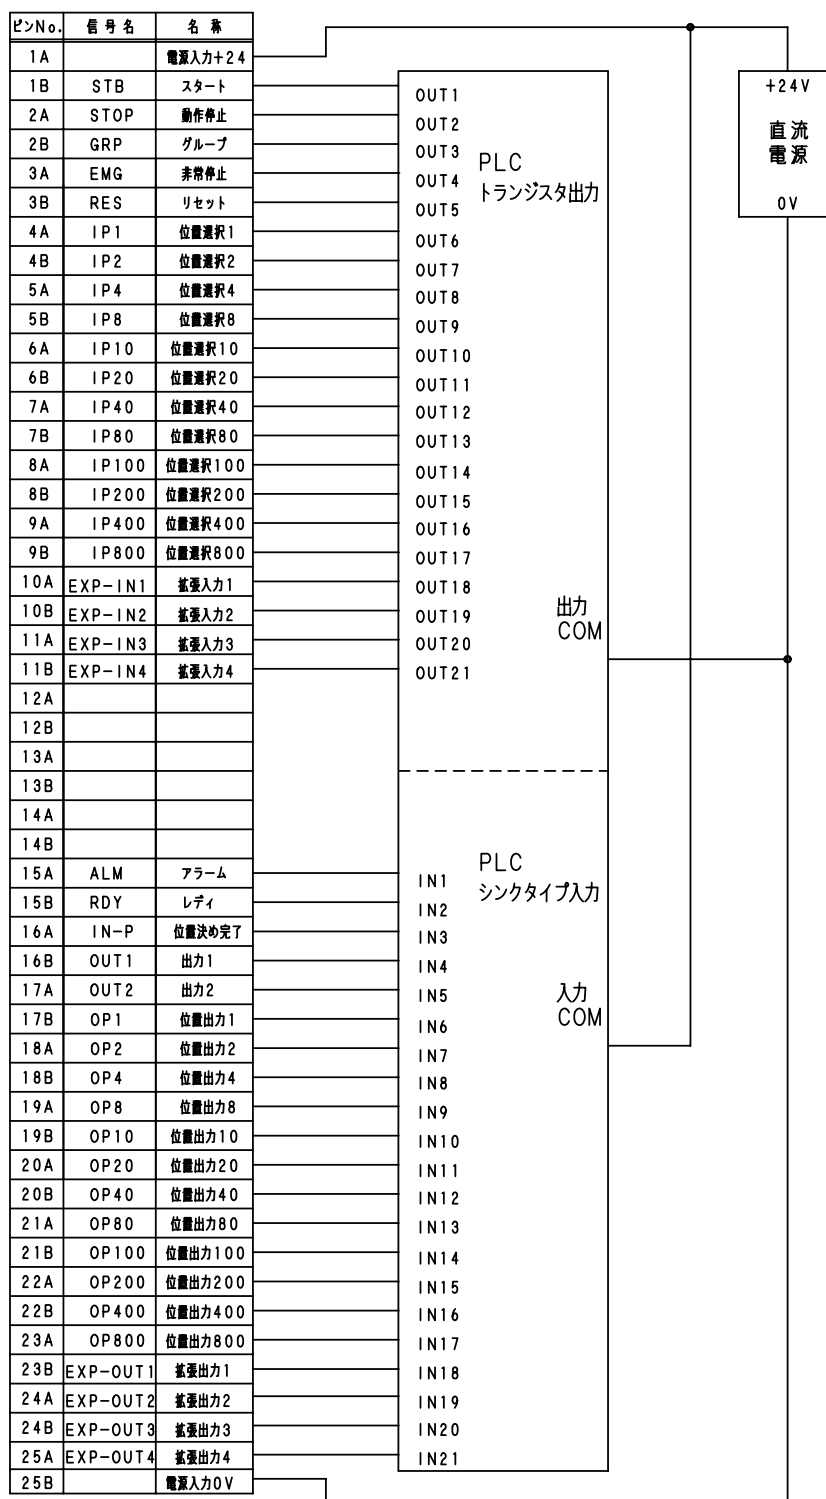 ピンNo. 信号名 名称
1A 電源入力+24
1B STB スタート
2A STOP 動作停止
2B GRP グループ
3A EMG 非常停止
3B RES リセット
4A IP1 位置選択1
4B IP2 位置選択2
5A IP4 位置選択4
5B IP8 位置選択8
6A IP10 位置選択10
6B IP20 位置選択20
7A IP40 位置選択40
7B IP80 位置選択80
8A IP100 位置選択100
8B IP200 位置選択200
9A IP400 位置選択400
9B IP800 位置選択800
10A EXP-IN1 拡張入力1
10B EXP-IN2 拡張入力2
11A EXP-IN3 拡張入力3
11B EXP-IN4 拡張入力4
12A
12B
13A
13B
14A
14B
15A ALM アラーム
15B RDY レディ
16A IN-P 位置決め完了
16B OUT1 出力1
17A OUT2 出力2
17B OP1 位置出力1
18A OP2 位置出力2
18B OP4 位置出力4
19A OP8 位置出力8
19B OP10 位置出力10
20A OP20 位置出力20
20B OP40 位置出力40
21A OP80 位置出力80
21B OP100 位置出力100
22A OP200 位置出力200
22B OP400 位置出力400
23A OP800 位置出力800
23B EXP-OUT1 拡張出力1
24A EXP-OUT2 拡張出力2
24B EXP-OUT3 拡張出力3
25A EXP-OUT4 拡張出力4
25B 電源入力0V
OUT1
OUT2
OUT3
OUT4
OUT5
OUT6
OUT7
OUT8
OUT9
OUT10
OUT11
OUT12
OUT13
OUT14
OUT15
OUT16
OUT17
OUT18
OUT19
OUT20
OUT21
PLC
トランジスタ出力
出力
COM
IN1
IN2
IN3
IN4
IN5
IN6
IN7
IN8
IN9
IN10
IN11
IN12
IN13
IN14
IN15
IN16
IN17
IN18
IN19
IN20
IN21
PLC
シンクタイプ入力
入力
COM
+24V
直流
電源
0V